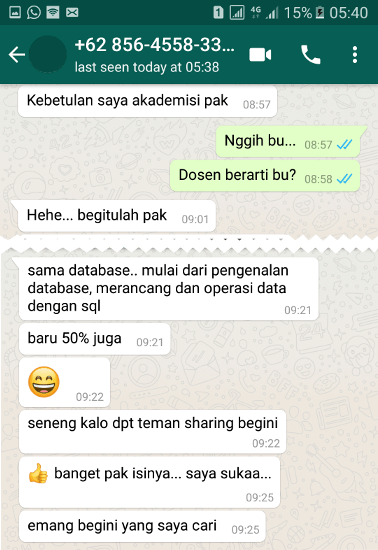 4G 15% 05:40
+62 856-4558-33...
last seen today at 05:38
Kebetulan saya akademisi pak 08:57
Nggih bu... 08:57
Dosen berarti bu? 08:58
Hehe... begitulah pak 09:01
sama database.. mulai dari pengenalan
database, merancang dan operasi data
dengan sql
09:21
baru 50% juga 09:21
😄
09:22
seneng kalo dpt teman sharing begini
09:22
👍 banget pak isinya... saya sukaa...
09:25
emang begini yang saya cari 09:25